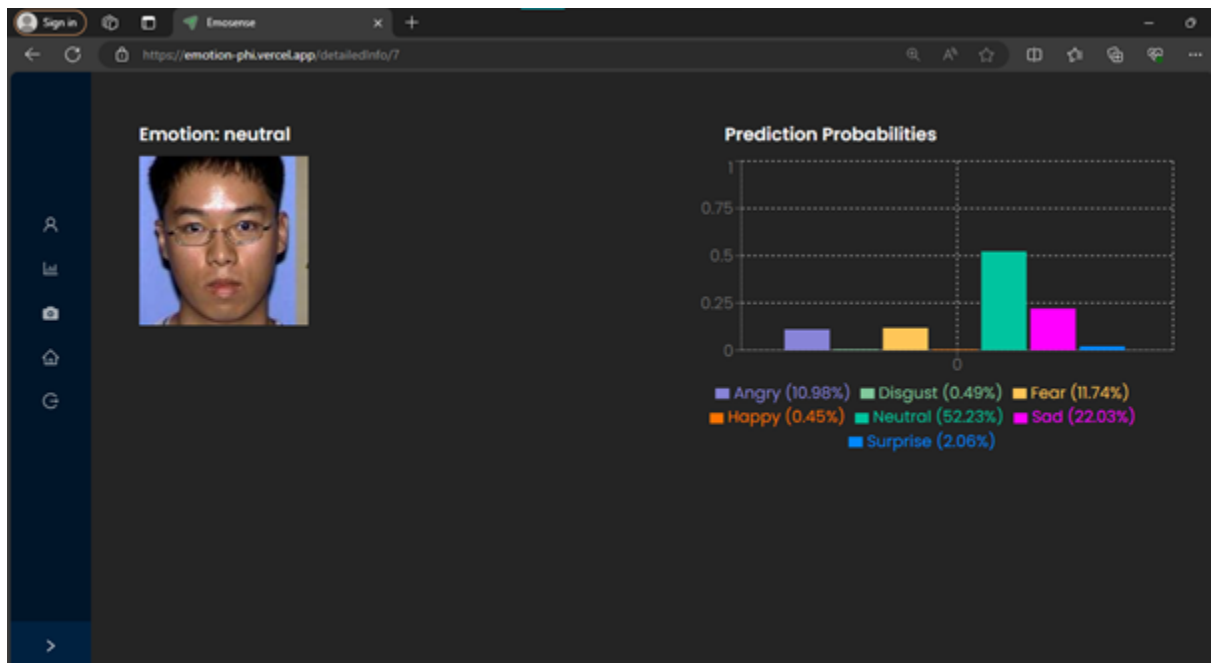 Sign in
Emosense
https://emotion-phi.vercel.app/detailedInfo/7
Emotion: neutral
Prediction Probabilities
1
0.75
0.5
0.25
0
0
Angry (10.98%) Disgust (0.49%) Fear (11.74%)
Happy (0.45%) Neutral (52.23%) Sad (22.03%)
Surprise (2.06%)